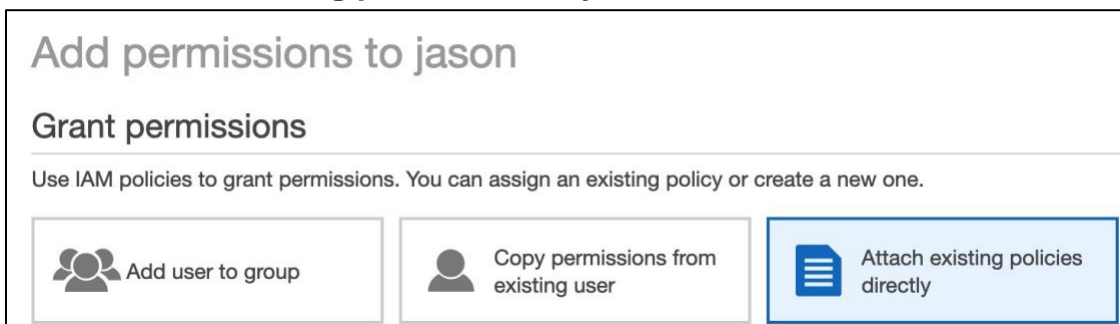 Add permissions to jason
Grant permissions
Use IAM policies to grant permissions. You can assign an existing policy or create a new one.
Add user to group
Copy permissions from
existing user
Attach existing policies
directly